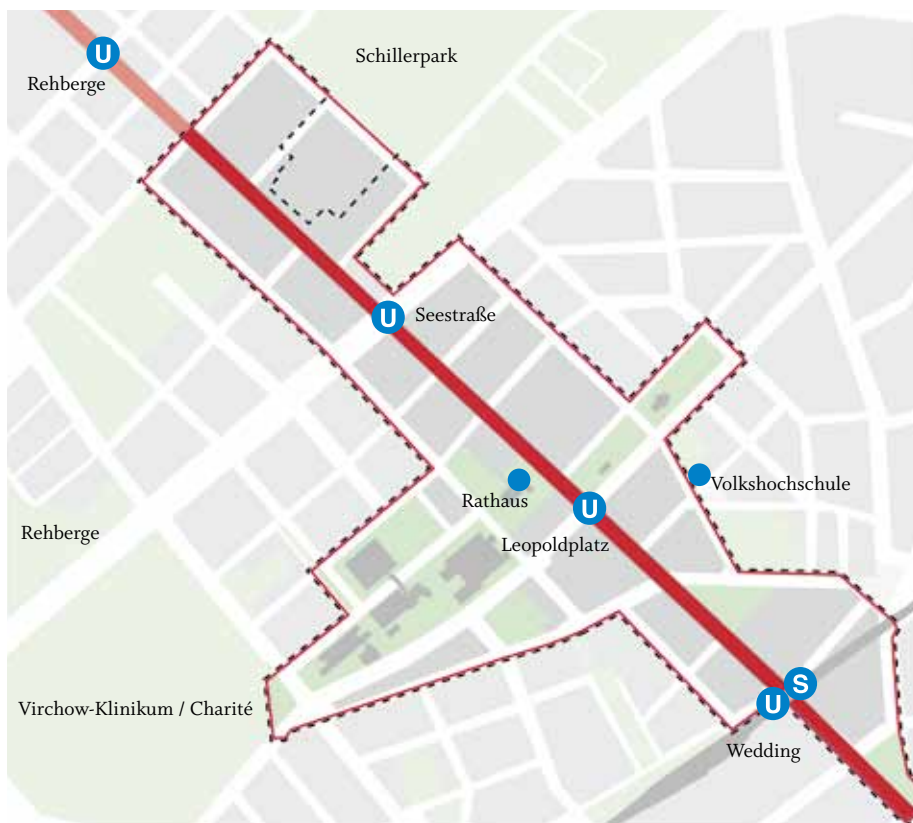 Schillerpark
U
Rehberge
U
Seestraße
Volkshochschule
Rathaus
U
Leopoldplatz
Rehberge
S
U
Virchow-Klinikum / Charité
Wedding